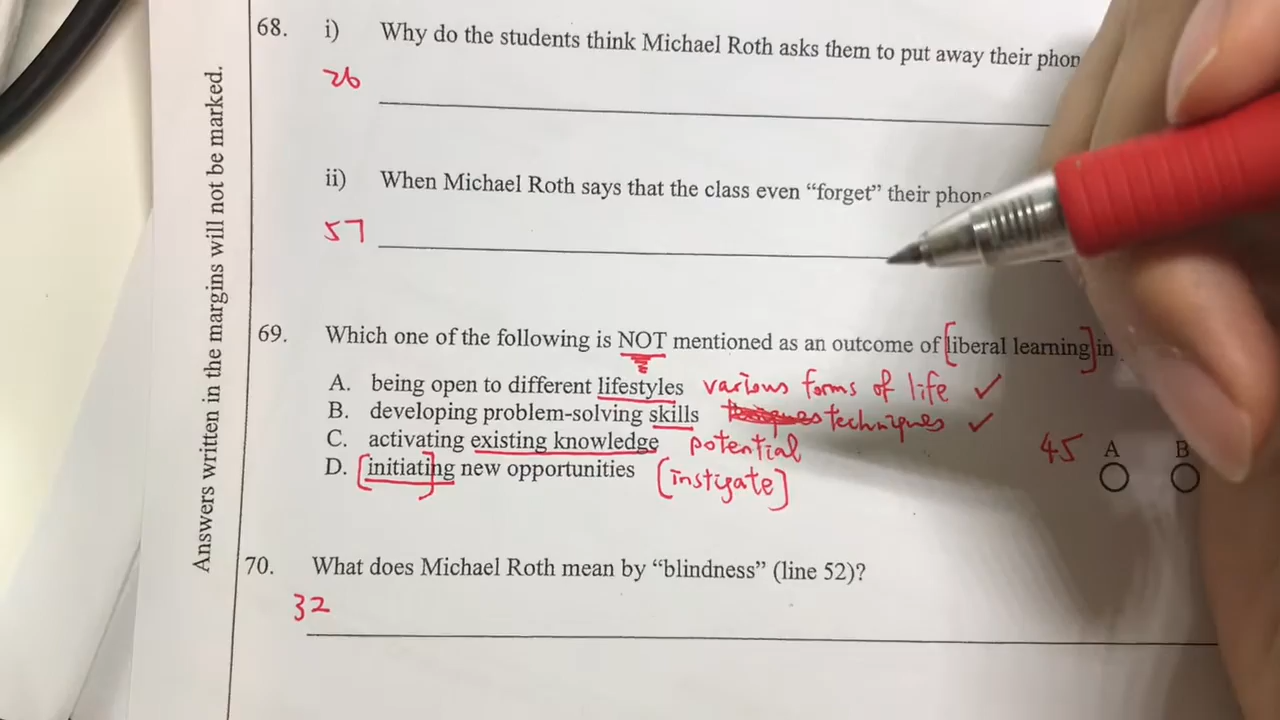 Answers written in the margins will not be marked.
68. i) Why do the students think Michael Roth asks them to put away their phon
26
ii) When Michael Roth says that the class even “forget” their phone
57
69. Which one of the following is NOT mentioned as an outcome of [liberal learning] in
A. being open to different lifestyles various forms of life ✓
B. developing problem-solving skills techniques ✓
C. activating existing knowledge potential
D. [initiating] new opportunities [instigate]
45 A B
70. What does Michael Roth mean by “blindness” (line 52)?
32